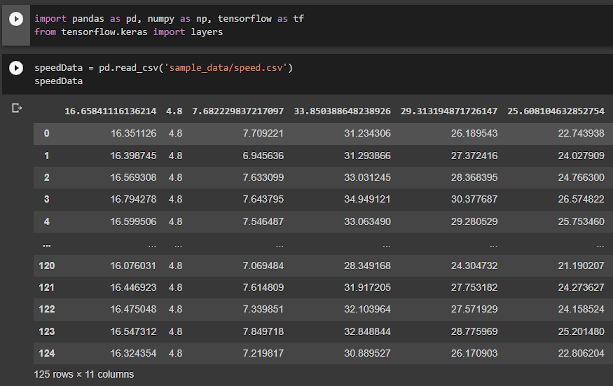 import pandas as pd, numpy as np, tensorflow as tf
from tensorflow.keras import layers
speedData = pd.read_csv('sample_data/speed.csv')
speedData
16.65841116136214 4.8 7.682229837217097 33.850388648238926 29.313194871726147 25.608104632852754
0 16.351126 4.8 7.709221 31.234306 26.189543 22.743938
1 16.398745 4.8 6.945636 31.293866 27.372416 24.027909
2 16.569308 4.8 7.633099 33.031245 28.368395 24.766300
3 16.794278 4.8 7.643795 34.949121 30.377687 26.574822
4 16.599506 4.8 7.546487 33.063490 29.280529 25.753460
... ... ... ... ... ... ...
120 16.076031 4.8 7.069484 28.349168 24.304732 21.190207
121 16.446923 4.8 7.614809 31.917205 27.753182 24.273627
122 16.475048 4.8 7.339851 32.103964 27.571929 24.158524
123 16.547312 4.8 7.849718 32.848844 28.775969 25.201480
124 16.324354 4.8 7.219817 30.889527 26.170903 22.806204
125 rows × 11 columns